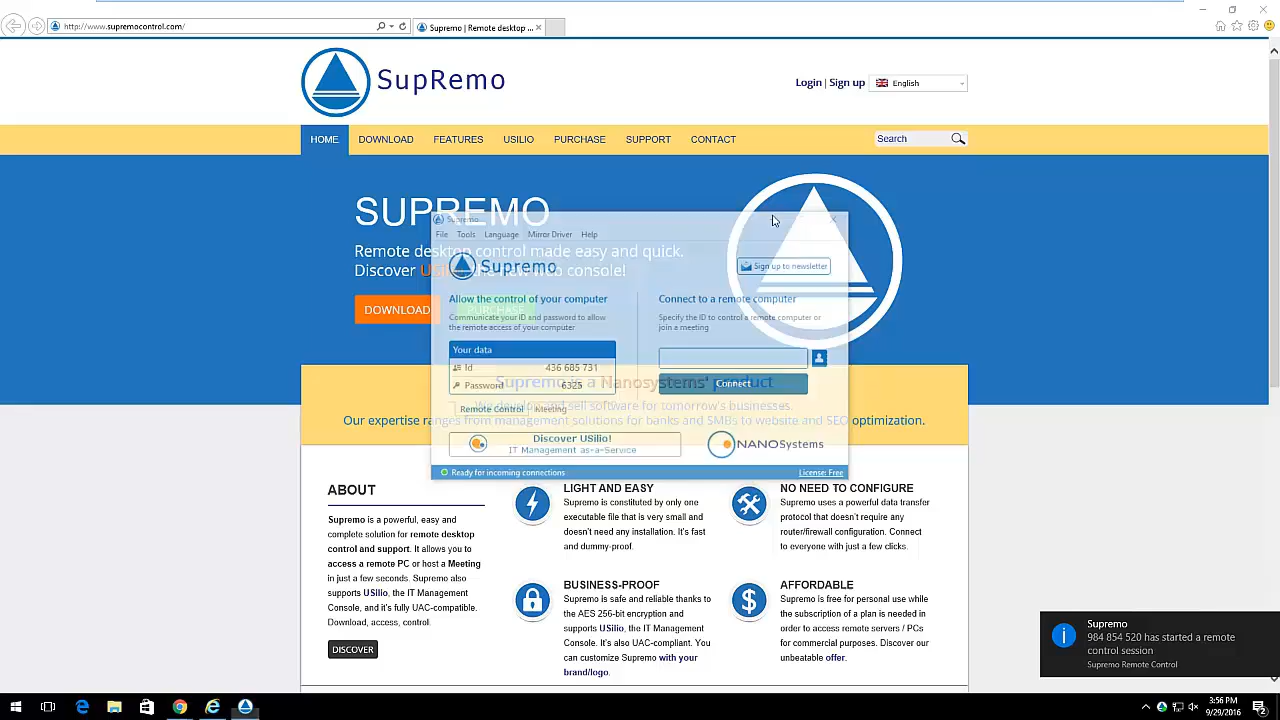 http://www.supremocontrol.com/
Supremo | Remote desktop ...
SupRemo
Login | Sign up
English
HOME
DOWNLOAD
FEATURES
USILIO
PURCHASE
SUPPORT
CONTACT
Search
SUPREMO
Remote desktop control made easy and quick.
Discover
console!
DOWNLOAD
PURCHASE
Supremo
File
Tools
Language
Mirror Driver
Help
Supremo
Sign up to newsletter
Allow the control of your computer
Communicate your ID and password to allow
the remote access of your computer
Your data
Id
436 685 731
Password
6325
Remote Control
Meeting
Connect to a remote computer
Specify the ID to control a remote computer or
join a meeting
Connect
Discover USilio!
IT Management as-a-Service
NANOSystems
Ready for incoming connections
License: Free
Supremo is a Nanosystems' product
We develop and sell software for tomorrow's businesses.
Our expertise ranges from management solutions for banks and SMBs to website and SEO optimization.
ABOUT
Supremo is a powerful, easy and
complete solution for remote desktop
control and support. It allows you to
access a remote PC or host a Meeting
in just a few seconds. Supremo also
supports USilio, the IT Management
Console, and it's fully UAC-compatible.
Download, access, control.
DISCOVER
LIGHT AND EASY
Supremo is constituted by only one
executable file that is very small and
doesn't need any installation. It's fast
and dummy-proof.
NO NEED TO CONFIGURE
Supremo uses a powerful data transfer
protocol that doesn't require any
router/firewall configuration. Connect
to everyone with just a few clicks.
BUSINESS-PROOF
Supremo is safe and reliable thanks to
the AES 256-bit encryption and
supports USilio, the IT Management
Console. It's also UAC-compliant. You
can customize Supremo with your
brand/logo.
AFFORDABLE
Supremo is free for personal use while
the subscription of a plan is needed in
order to access remote servers / PCs
for commercial purposes. Discover our
unbeatable offer.
Supremo
984 854 520 has started a remote
control session
Supremo Remote Control
3:56 PM
9/29/2016
2